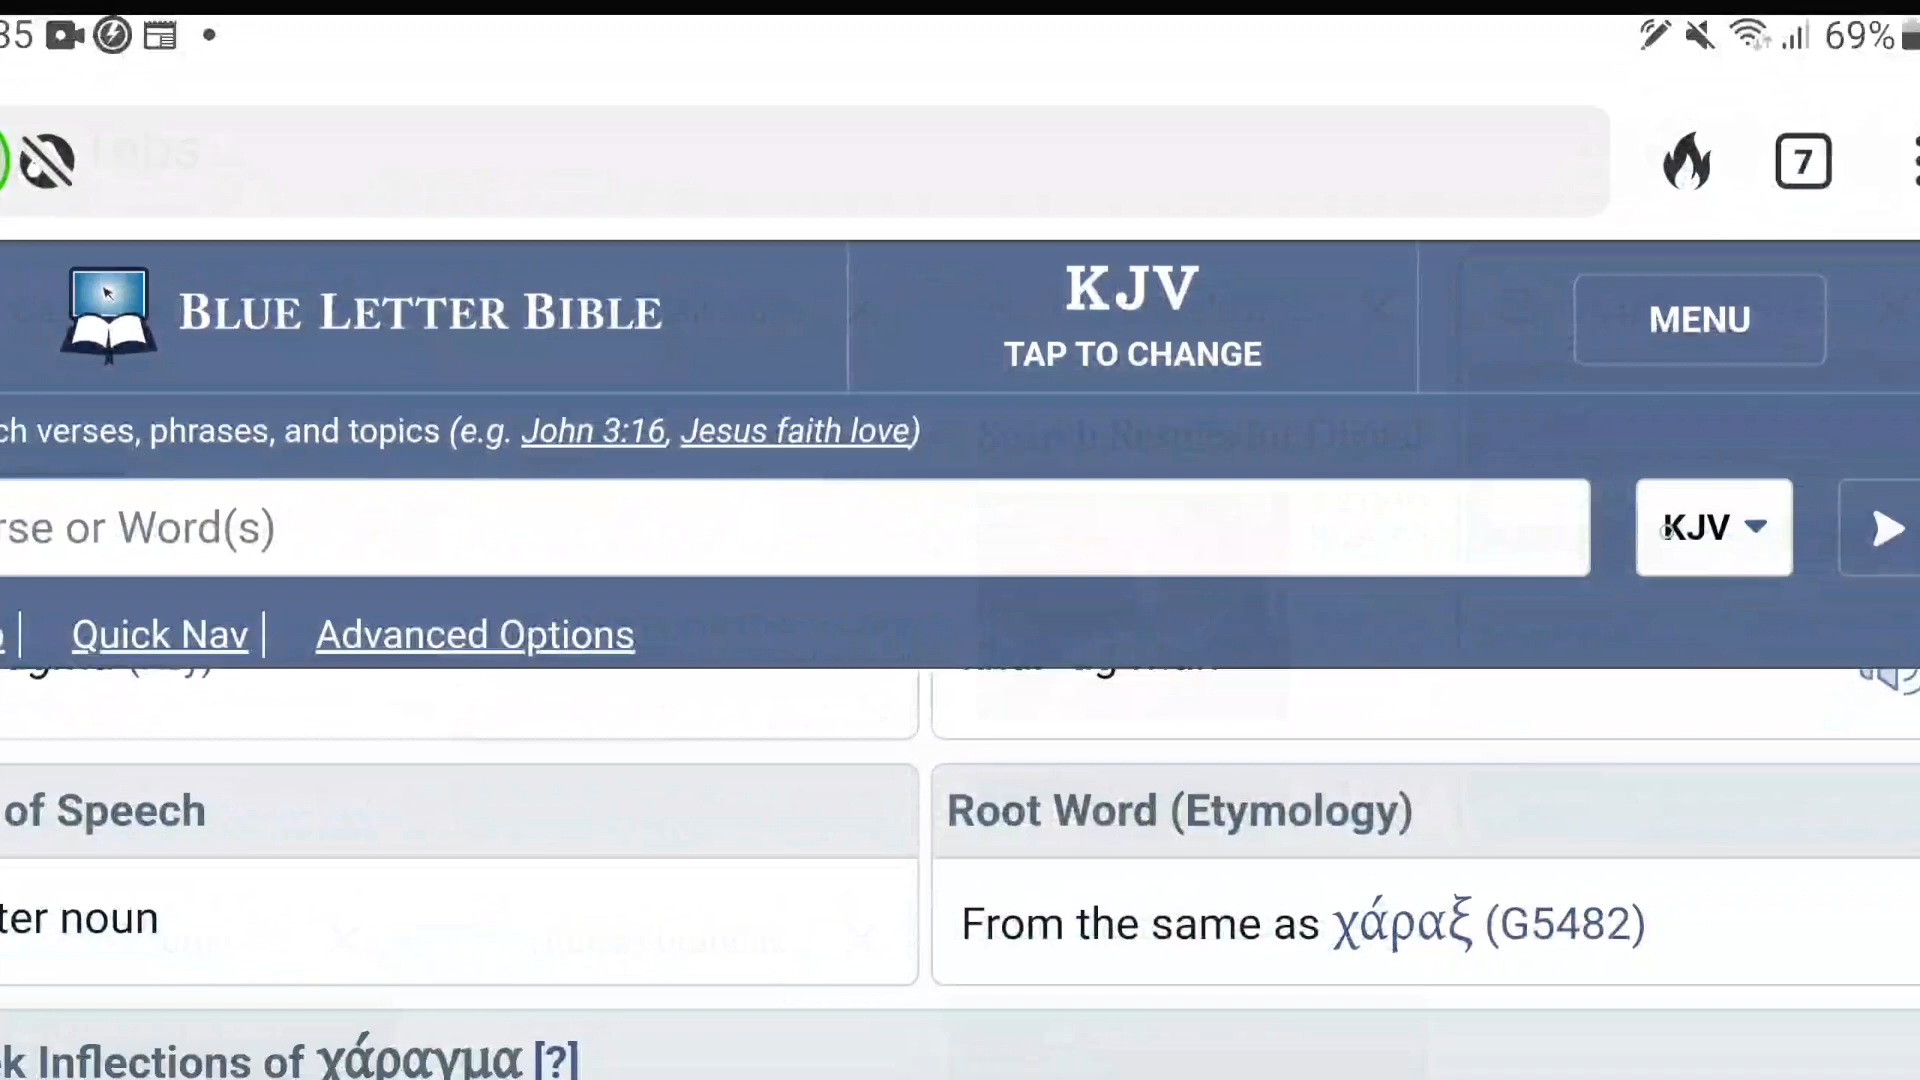 35
69%
7
BLUE LETTER BIBLE
KJV
TAP TO CHANGE
MENU
ch verses, phrases, and topics (e.g. John 3:16, Jesus faith love)
rse or Word(s)
KJV
Quick Nav
Advanced Options
of Speech
Root Word (Etymology)
ter noun
From the same as χάραξ (G5482)
k Inflections of χάραγμα [?]